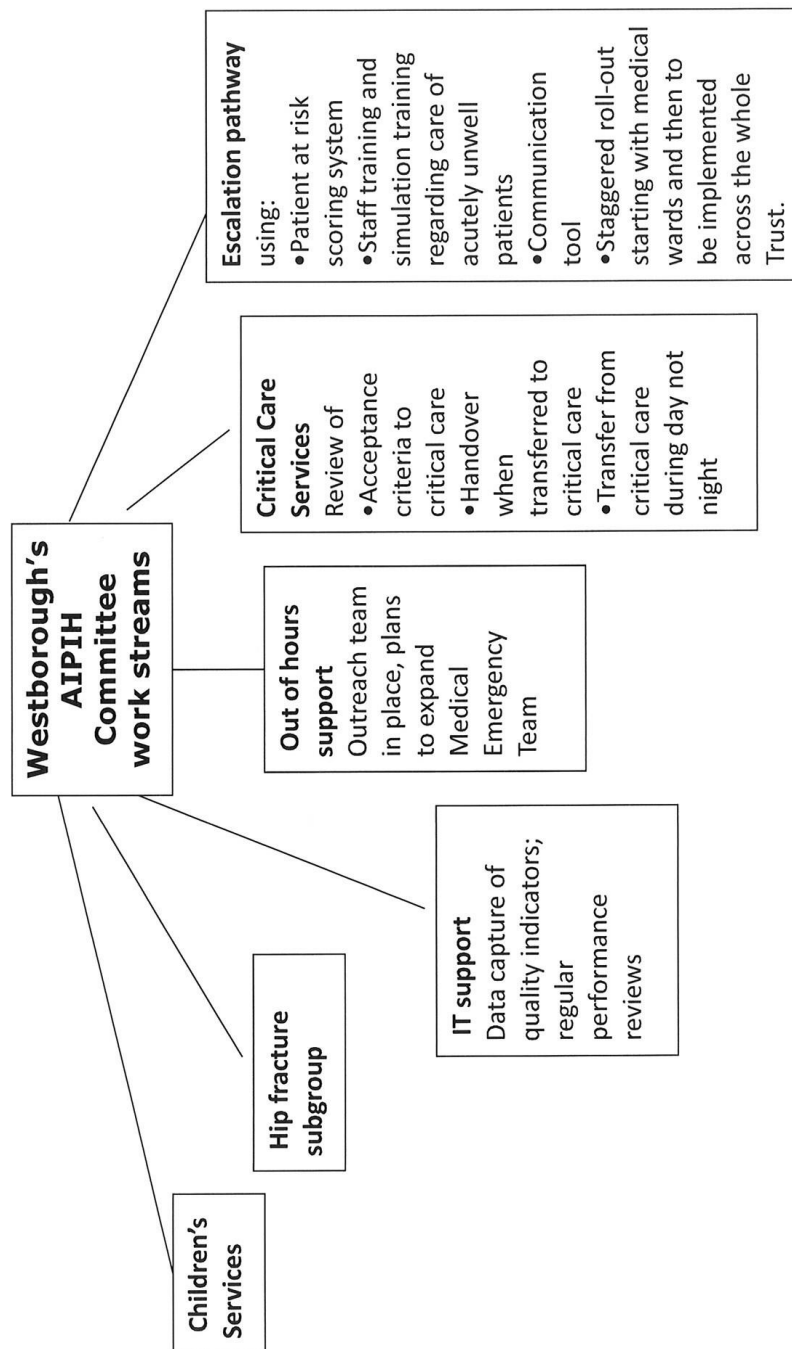 Westborough's
AIPIH
Committee
work streams
Children's
Services
Hip fracture
subgroup
IT support
Data capture of
quality indicators;
regular
performance
reviews
Out of hours
support
Outreach team
in place, plans
to expand
Medical
Emergency
Team
Critical Care
Services
Review of
•Acceptance
criteria to
critical care
•Handover
when
transferred to
critical care
•Transfer from
critical care
during day not
night
Escalation pathway
using:
•Patient at risk
scoring system
•Staff training and
simulation training
regarding care of
acutely unwell
patients
•Communication
tool
•Staggered roll-out
starting with medical
wards and then to
be implemented
across the whole
Trust.